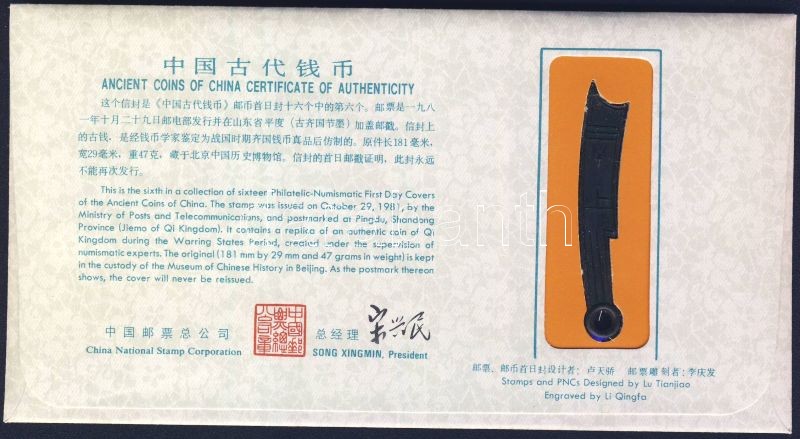 中国古代钱币
ANCIENT COINS OF CHINA CERTIFICATE OF AUTHENTICITY
这个信封是《中国古代钱币》邮币首日封十六个中的第六个。邮票是一九八
一年十月二十九日邮电部发行并在山东省平度（古齐国节墨）加盖邮戳。信封上
的古钱，是经钱币学家鉴定为战国时期齐国钱币真品后仿制的。原件长181毫米，
宽29毫米，重47克，藏于北京中国历史博物馆。信封的首日邮戳证明，此封永远
不能再次发行。
This is the sixth in a collection of sixteen Philatelic-Numismatic First Day Covers
of the Ancient Coins of China. The stamp was issued on October 29, 1981, by the
Ministry of Posts and Telecommunications, and postmarked at Pingdu, Shandong
Province (Jiemo of Qi Kingdom). It contains a replica of an authentic coin of Qi
Kingdom during the Warring States Period, created under the supervision of
numismatic experts. The original (181 mm by 29 mm and 47 grams in weight) is kept
in the custody of the Museum of Chinese History in Beijing. As the postmark thereon
shows, the cover will never be reissued.
中国邮票总公司
China National Stamp Corporation
总经理 宋兴民
SONG XINGMIN, President
邮票、邮币首日封设计者：卢天骄 邮票雕刻者：李庆发
Stamps and PNCs Designed by Lu Tianjiao
Engraved by Li Qingfa